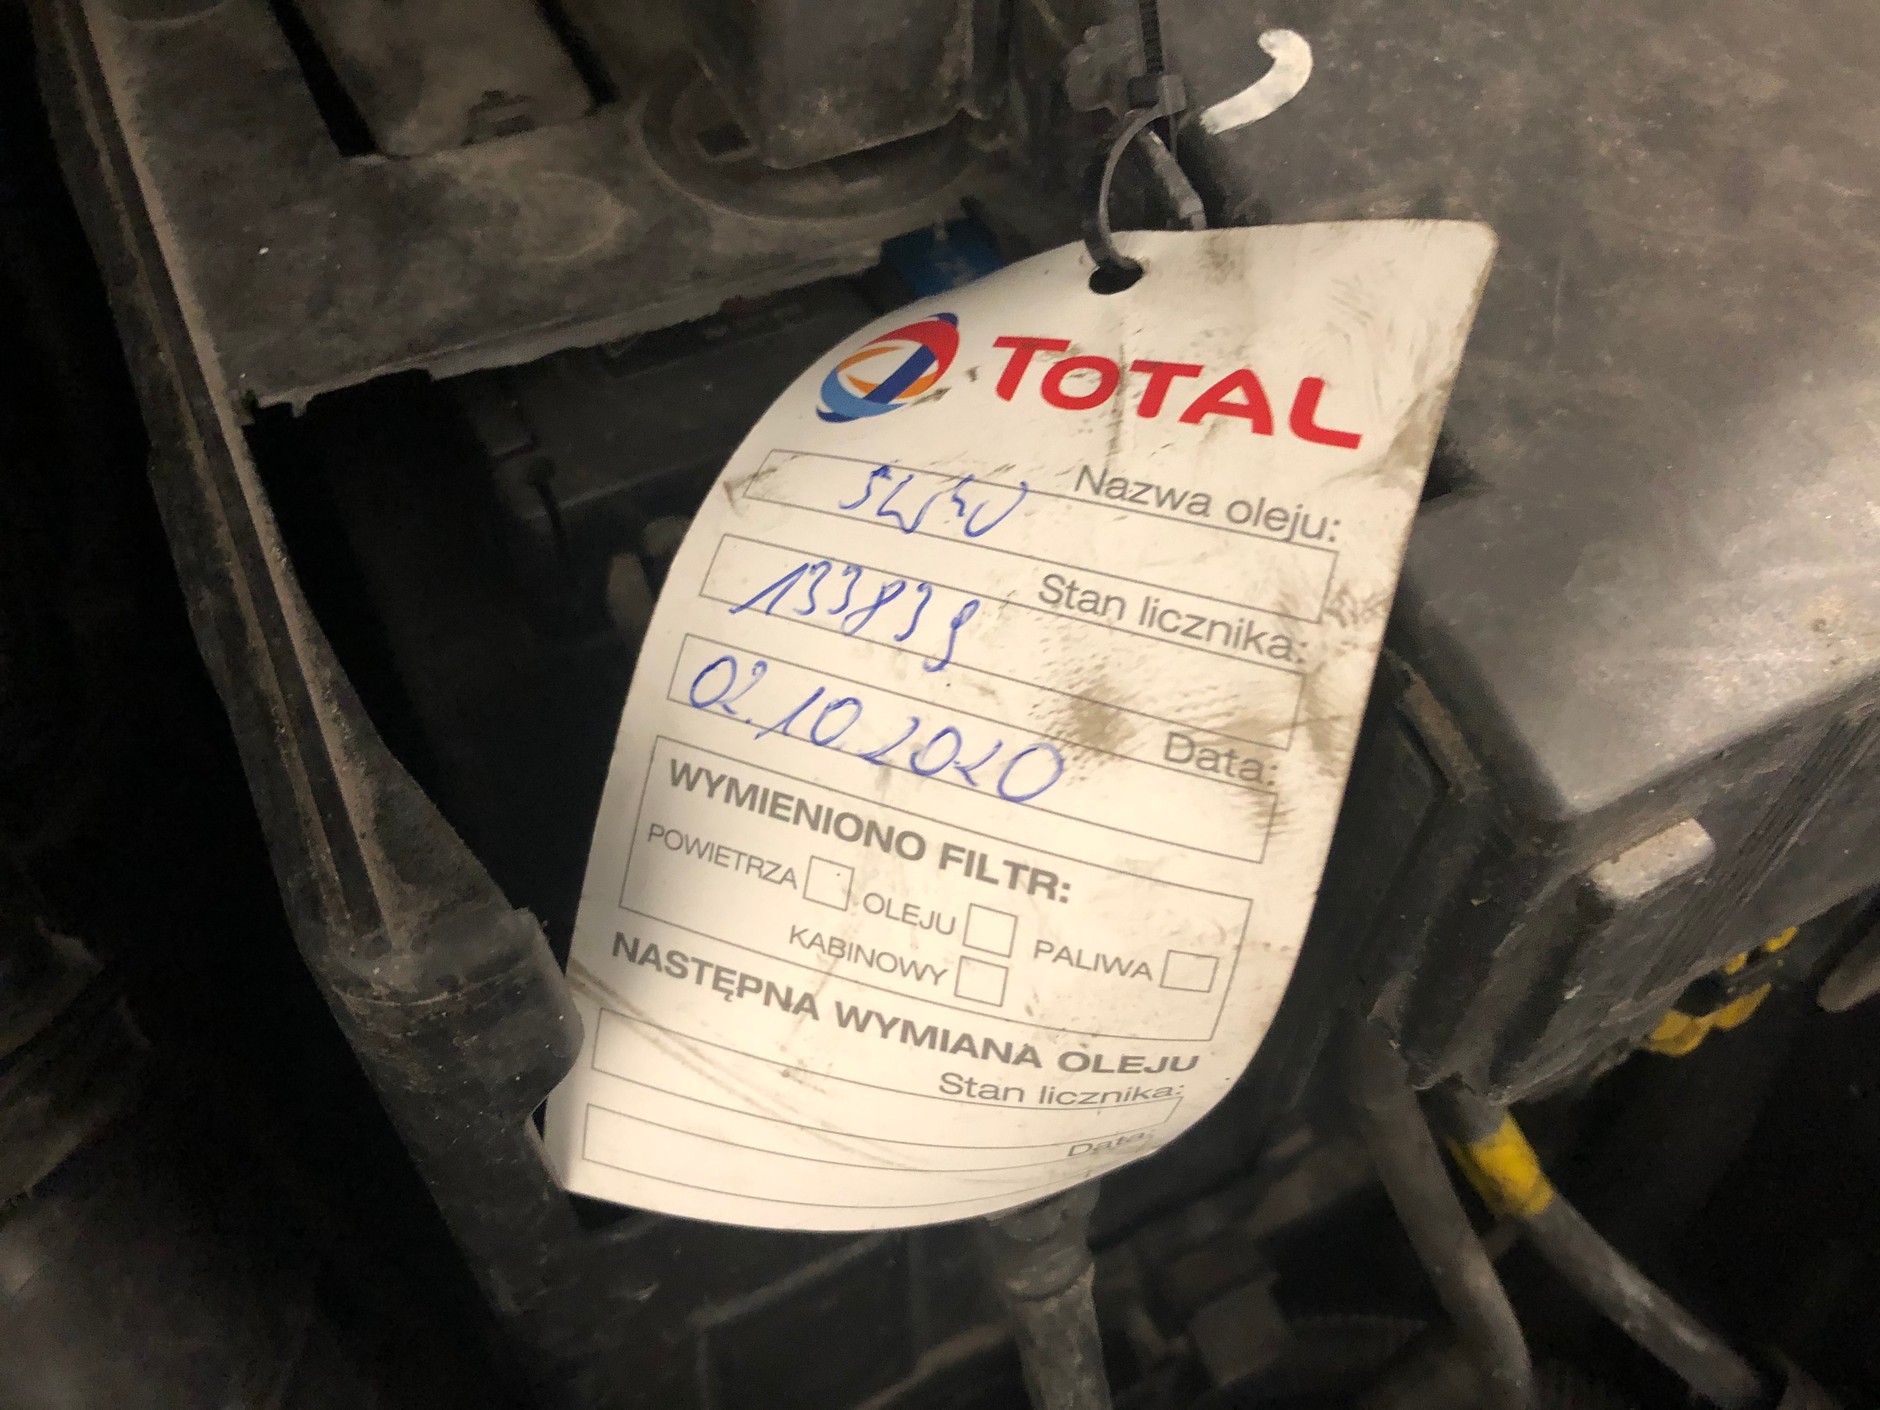 TOTAL
Nazwa oleju:
5W40
Stan licznika:
133839
Data:
02.10.2020
WYMIENIONO FILTR:
POWIETRZA OLEJU PALIWA
KABINOWY
NASTĘPNA WYMIANA OLEJU
Stan licznika:
Data: